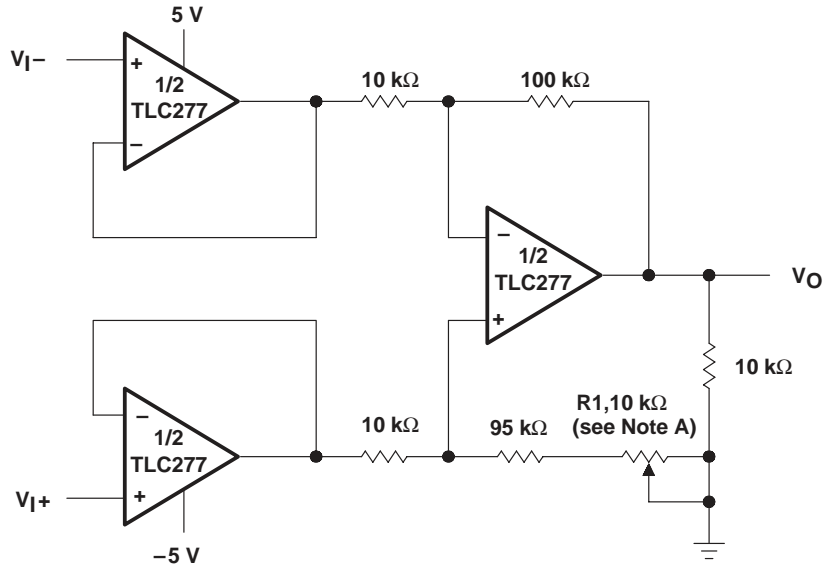 5 V
VI−
+
1/2
TLC277
−
10 kΩ
100 kΩ
−
1/2
TLC277
+
VO
10 kΩ
R1,10 kΩ
(see Note A)
10 kΩ
95 kΩ
−
1/2
TLC277
+
VI+
−5 V